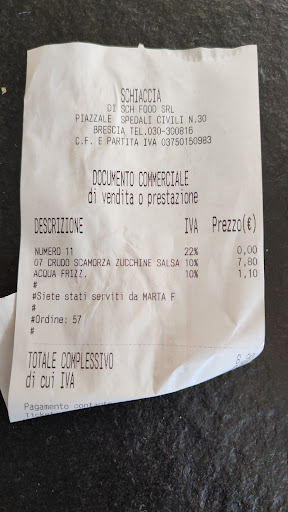 SCHIACCIA
DI SCH FOOD SRL
PIAZZALE SPEDALI CIVILI N.30
BRESCIA TEL.030-300816
C.F. E PARTITA IVA 03750150983
DOCUMENTO COMMERCIALE
di vendita o prestazione
DESCRIZIONE IVA Prezzo(€)
NUMERO 11 22% 0,00
07 CRUDO SCAMORZA ZUCCHINE SALSA 10% 7,80
ACQUA FRIZZ. 10% 1,10
#
#Siete stati serviti da MARTA F
#
#Ordine: 57
#
TOTALE COMPLESSIVO
di cui IVA
Pagamento